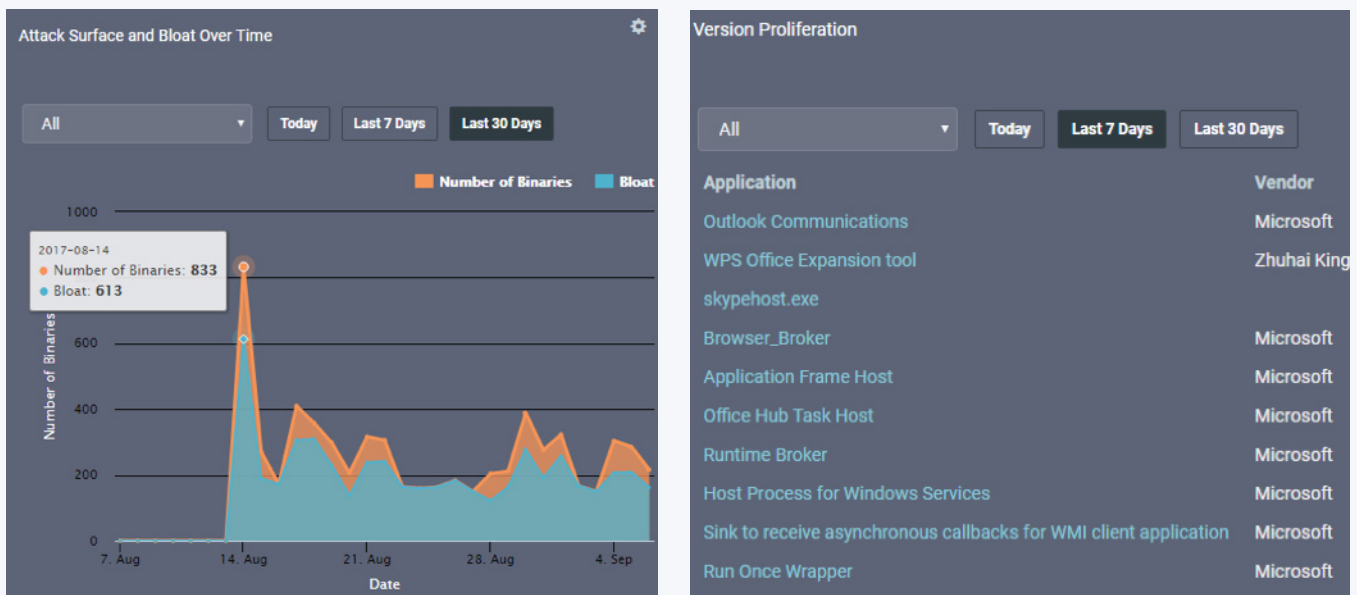 Attack Surface and Bloat Over Time
All
Today
Last 7 Days
Last 30 Days
Number of Binaries
Bloat
1000
2017-08-14
Number of Binaries: 833
Bloat: 613
Number of Binaries
600
400
200
0
7. Aug
14. Aug
21. Aug
28. Aug
4. Sep
Date
Version Proliferation
All
Today
Last 7 Days
Last 30 Days
Application Vendor
Outlook Communications Microsoft
WPS Office Expansion tool Zhuhai King
skypehost.exe
Browser_Broker Microsoft
Application Frame Host Microsoft
Office Hub Task Host Microsoft
Runtime Broker Microsoft
Host Process for Windows Services Microsoft
Sink to receive asynchronous callbacks for WMI client application Microsoft
Run Once Wrapper Microsoft